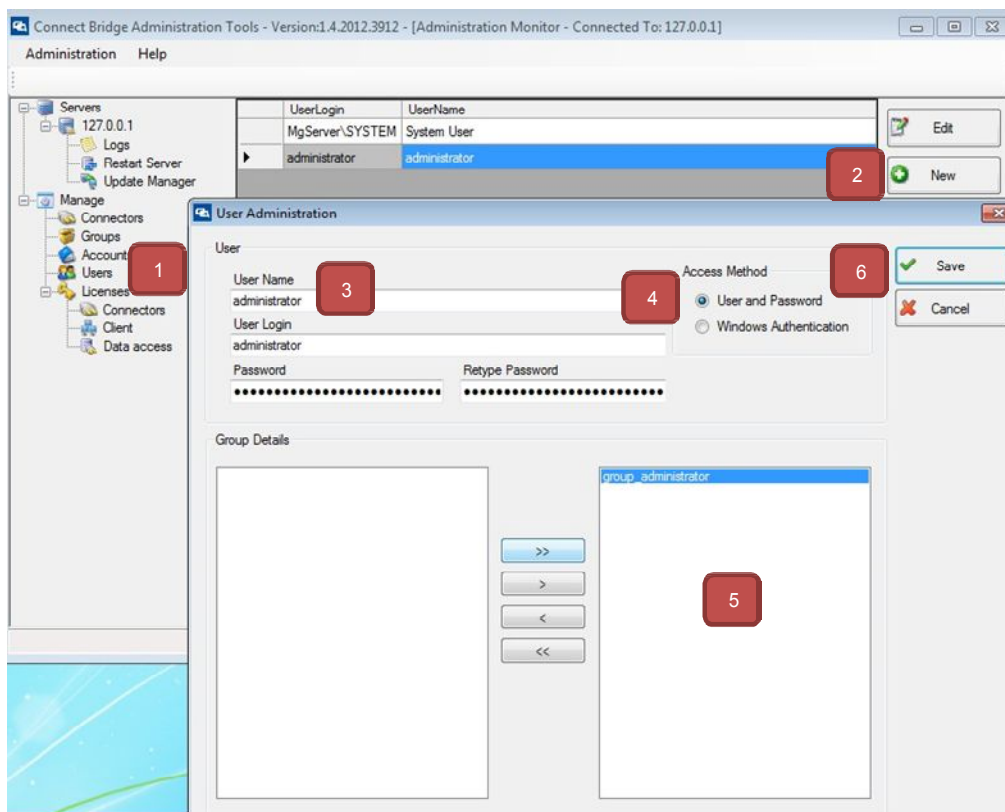 Connect Bridge Administration Tools - Version:1.4.2012.3912 - [Administration Monitor - Connected To: 127.0.0.1]
Administration Help
Servers
127.0.0.1
Logs
Restart Server
Update Manager
Manage
Connectors
Groups
Account
Users
Licenses
Connectors
Client
Data access
UserLogin UserName
MgServer\SYSTEM System User
administrator administrator
Edit
2
New
1
User Administration
User
User Name
3
administrator
User Login
administrator
Password Retype Password
4
Access Method
User and Password
Windows Authentication
6
Save
Cancel
Group Details
>>
>
<
<<
group_administrator
5